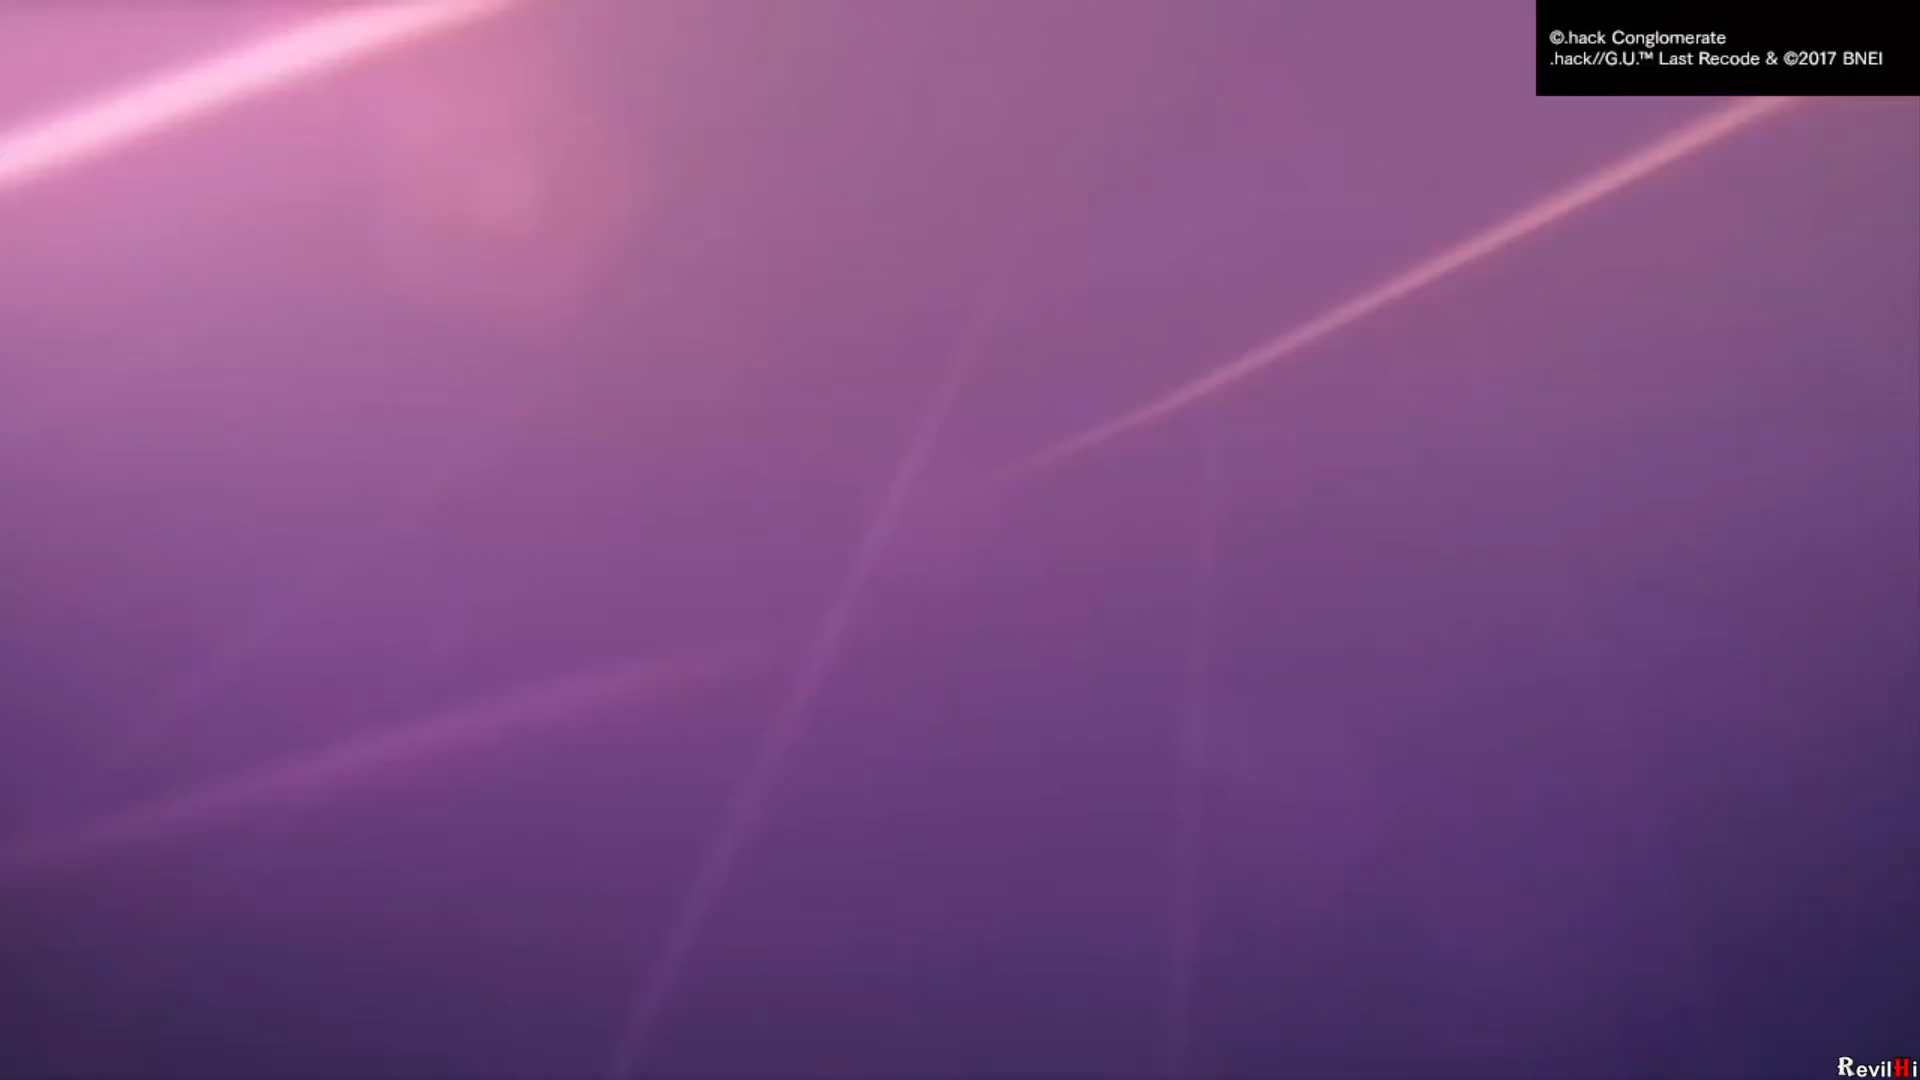 ©.hack Conglomerate
.hack//G.U.™ Last Recode & ©2017 BNEI
RevilHi